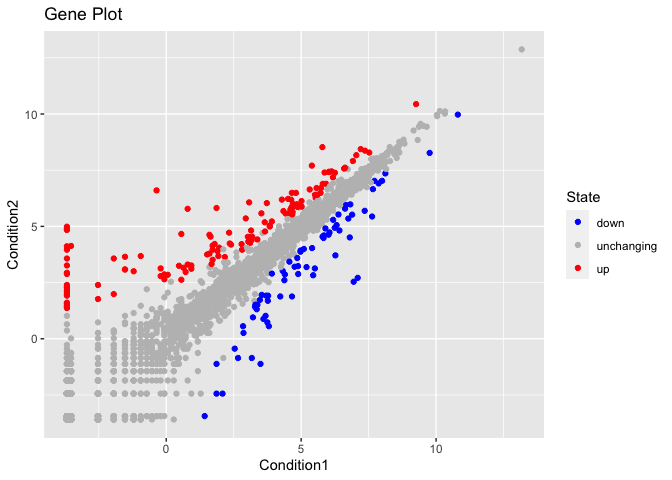 Gene Plot
10
5
0
Condition2
0
5
10
Condition1
State
down
unchanging
up